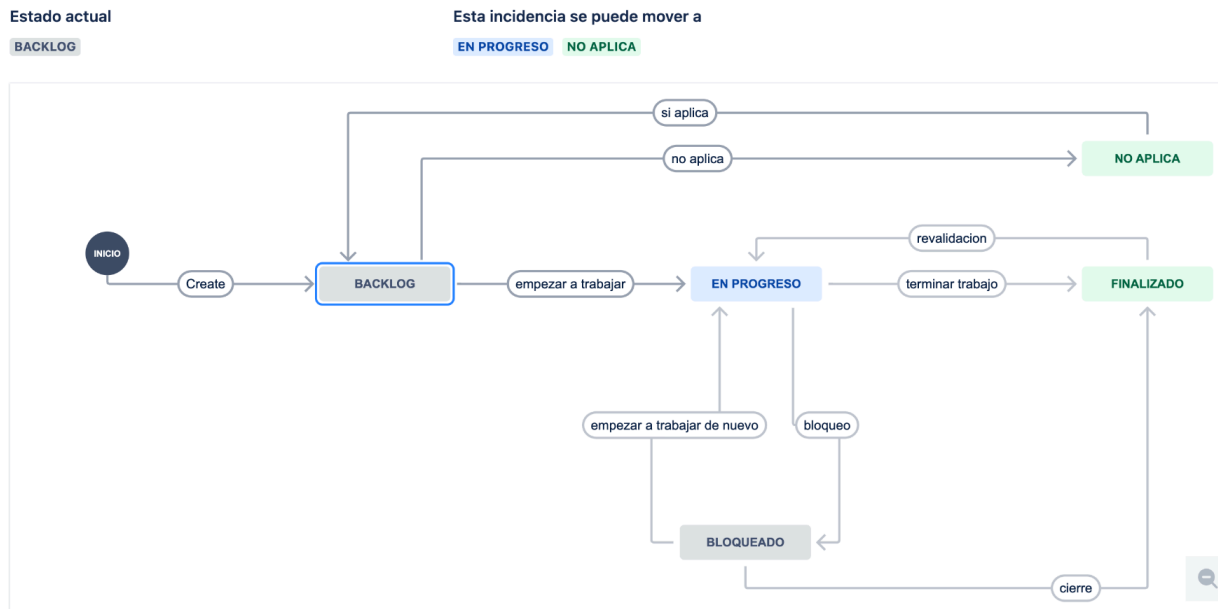 Estado actual
Esta incidencia se puede mover a
BACKLOG
EN PROGRESO NO APLICA
si aplica
no aplica
NO APLICA
revalidacion
INICIO
Create
BACKLOG
empezar a trabajar
EN PROGRESO
terminar trabajo
FINALIZADO
empezar a trabajar de nuevo
bloqueo
BLOQUEADO
cierre